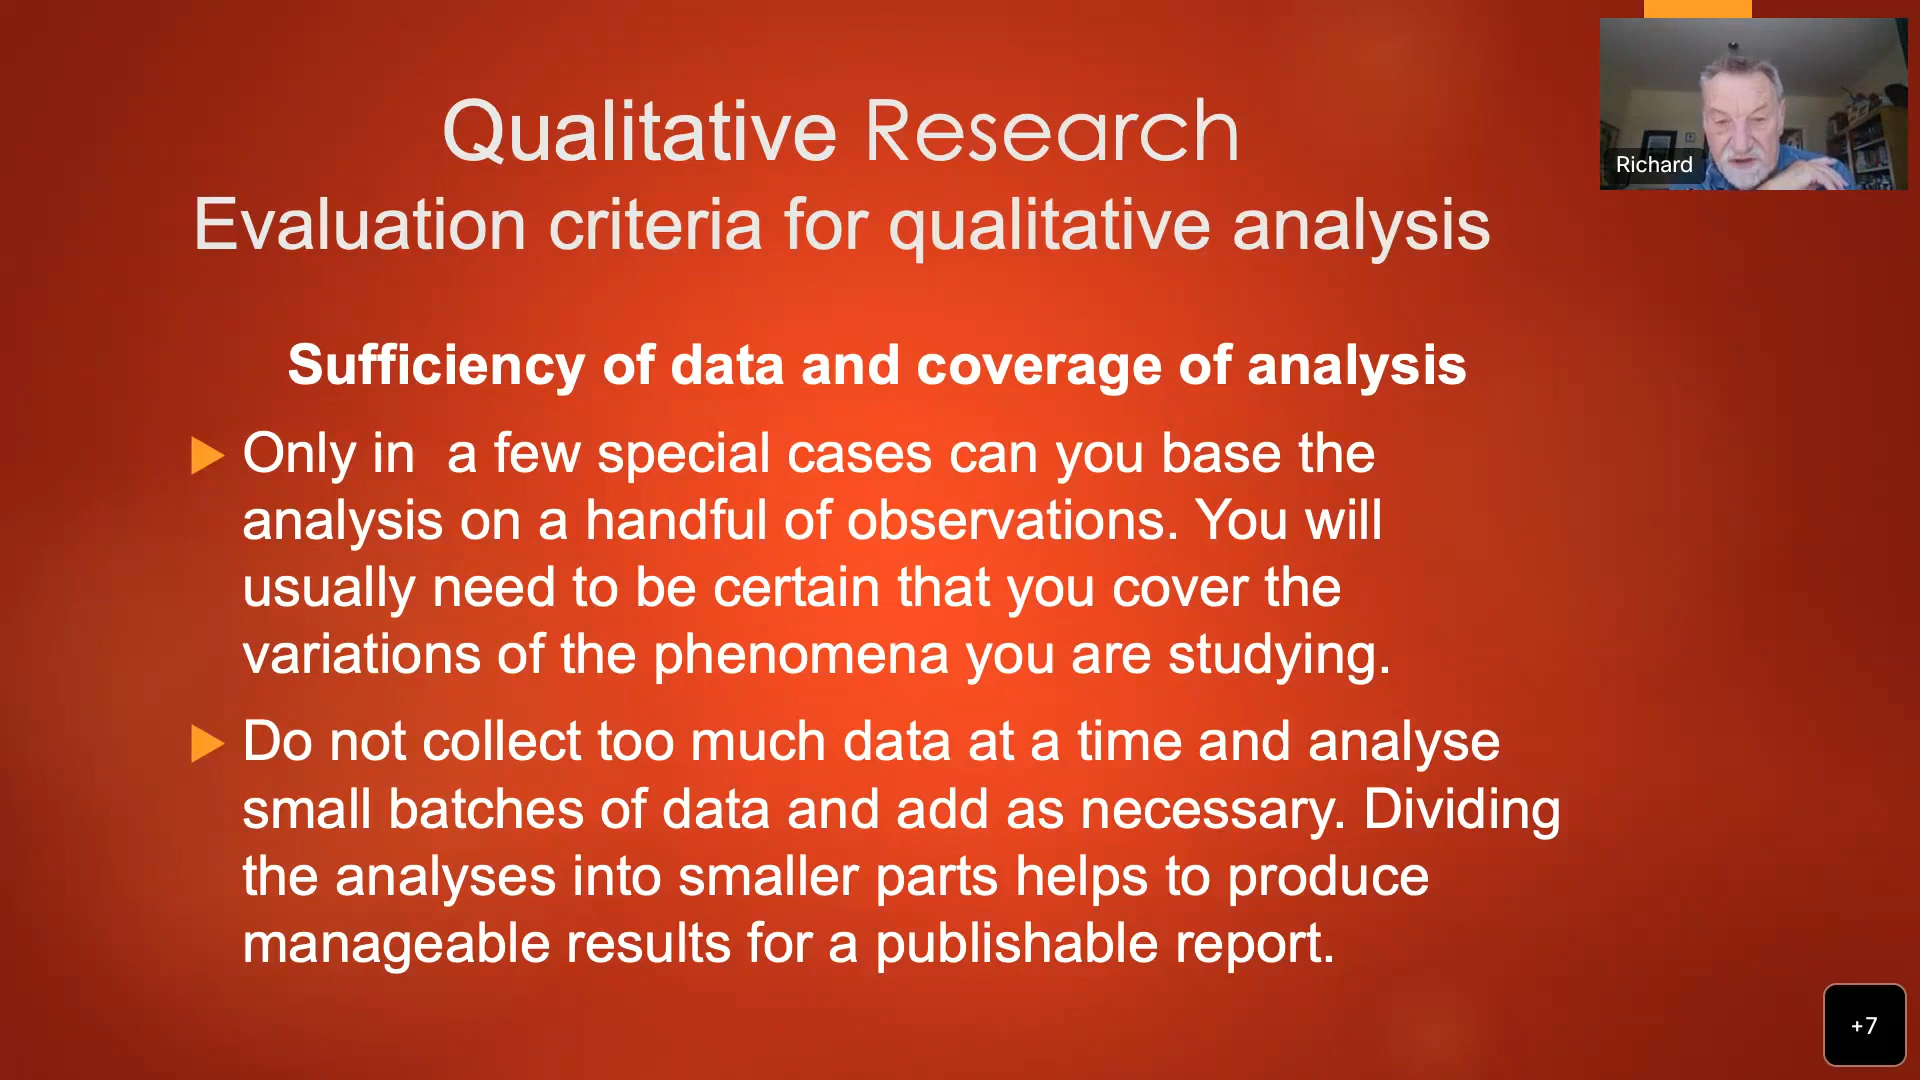 Qualitative Research
Evaluation criteria for qualitative analysis
Richard
Sufficiency of data and coverage of analysis
Only in  a few special cases can you base the
analysis on a handful of observations. You will
usually need to be certain that you cover the
variations of the phenomena you are studying.
Do not collect too much data at a time and analyse
small batches of data and add as necessary. Dividing
the analyses into smaller parts helps to produce
manageable results for a publishable report.
+7